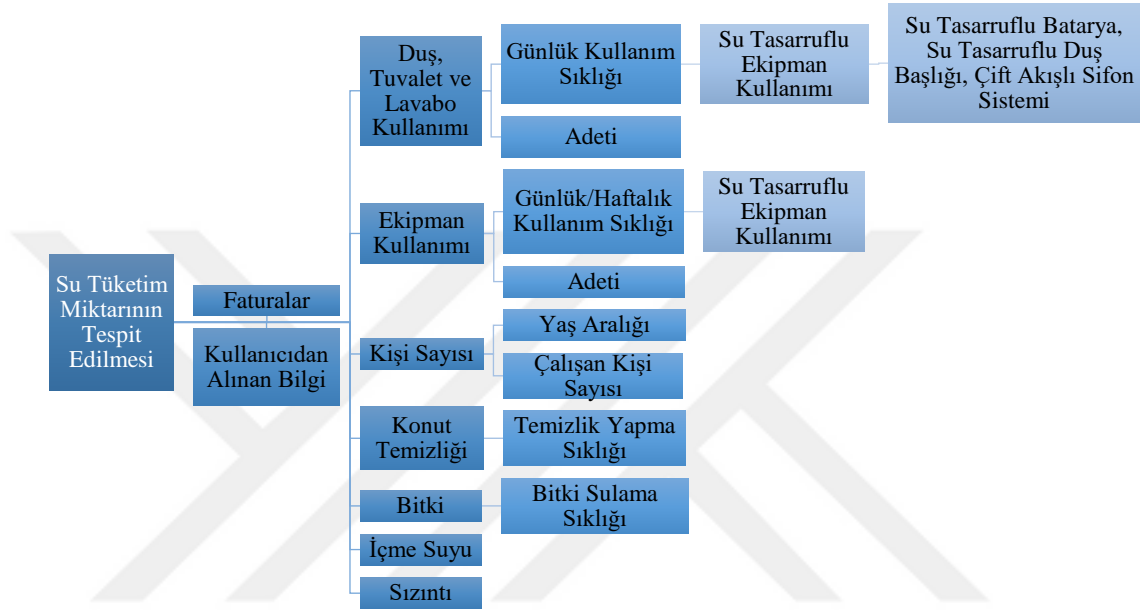 Su Tüketim
Miktarının
Tespit
Edilmesi
Faturalar
Kullanıcıdan
Alınan Bilgi
Duş,
Tuvalet ve
Lavabo
Kullanımı
Günlük Kullanım
Sıklığı
Su Tasarruflu
Ekipman
Kullanımı
Su Tasarruflu Batarya,
Su Tasarruflu Duş
Başlığı, Çift Akışlı Sifon
Sistemi
Adeti
Ekipman
Kullanımı
Günlük/Haftalık
Kullanım Sıklığı
Su Tasarruflu
Ekipman
Kullanımı
Adeti
Kişi Sayısı
Yaş Aralığı
Çalışan Kişi
Sayısı
Konut
Temizliği
Temizlik Yapma
Sıklığı
Bitki
Bitki Sulama
Sıklığı
İçme Suyu
Sızıntı